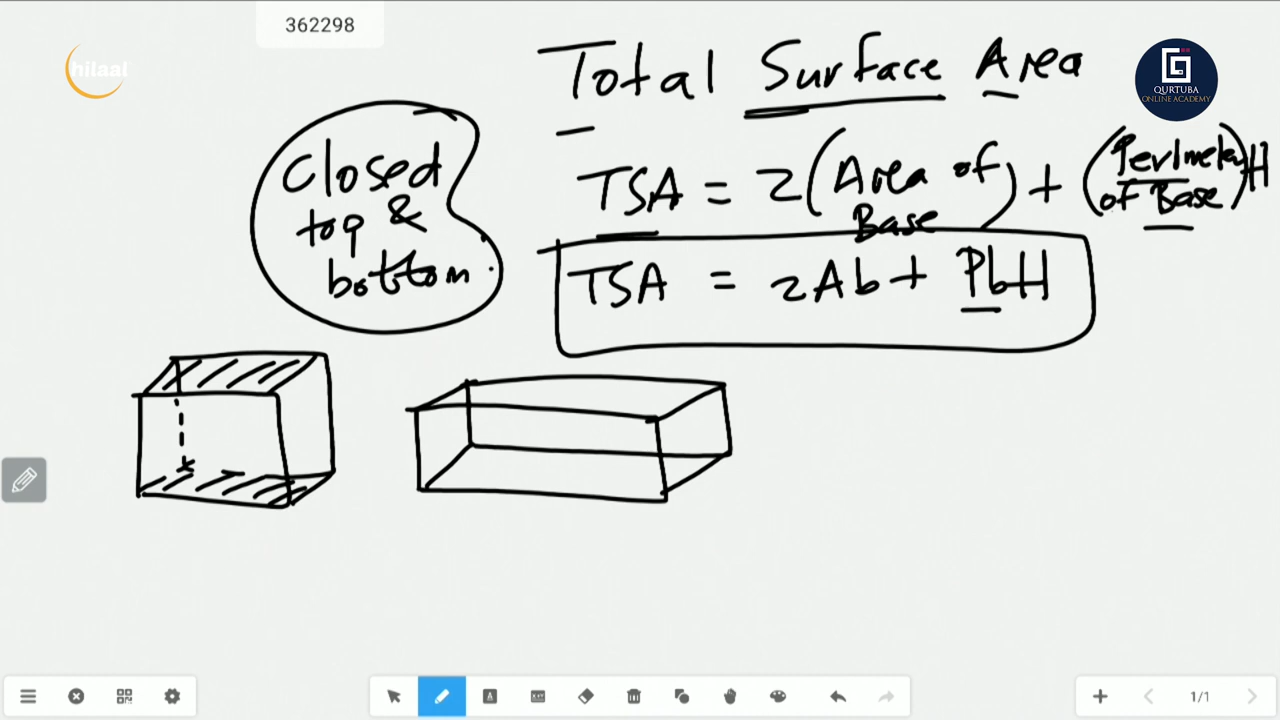 362298
hilaal
QURTUBA
ONLINE ACADEMY
Total Surface Area
closed
top &
bottom
TSA = 2(Area of Base) + (Perimeter of Base)H
TSA = 2Ab + PbH
1/1